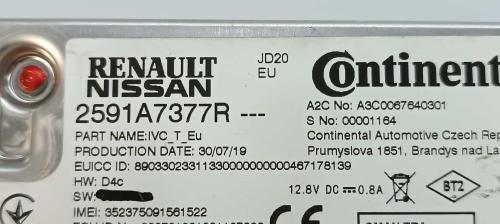 RENAULT
NISSAN
JD20
EU
Continent
2591A7377R ---
A2C No: A3C0067640301
S No: 00001164
PART NAME:IVC_T_Eu
Continental Automotive Czech Rep
PRODUCTION DATE: 30/07/19
Prumyslova 1851, Brandys nad La
EUICC ID: 89033023311330000000000467178139
HW: D4c
12.8V DC 0.8A
BT2
SW:
IMEI: 352375091561522